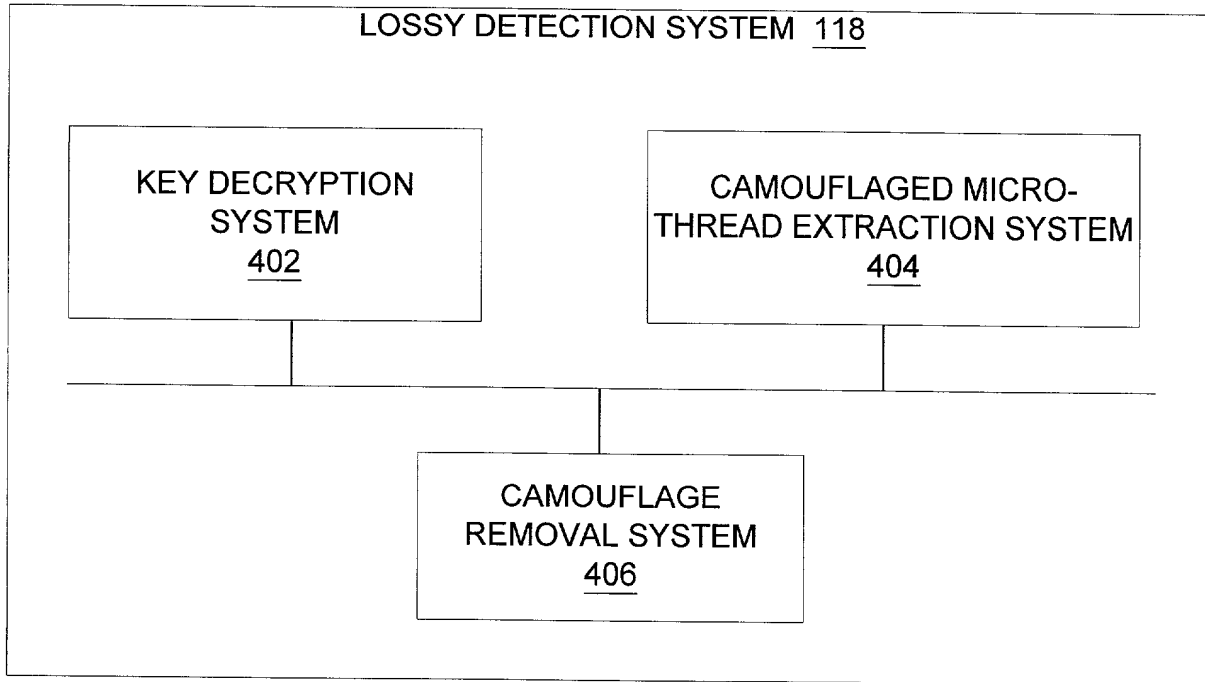 LOSSY DETECTION SYSTEM 118
KEY DECRYPTION
SYSTEM
402
CAMOUFLAGED MICRO-
THREAD EXTRACTION SYSTEM
404
CAMOUFLAGE
REMOVAL SYSTEM
406